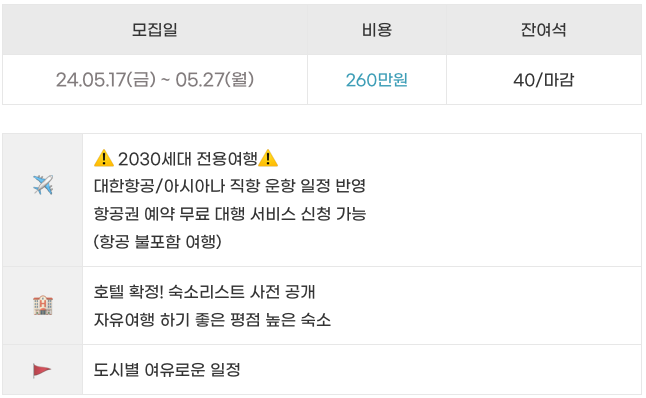 모집일 비용 잔여석
24.05.17(금) ~ 05.27(월) 260만원 40/마감
⚠️ 2030세대 전용여행⚠️
대한항공/아시아나 직항 운항 일정 반영
항공권 예약 무료 대행 서비스 신청 가능
(항공 불포함 여행)
호텔 확정! 숙소리스트 사전 공개
자유여행 하기 좋은 평점 높은 숙소
도시별 여유로운 일정